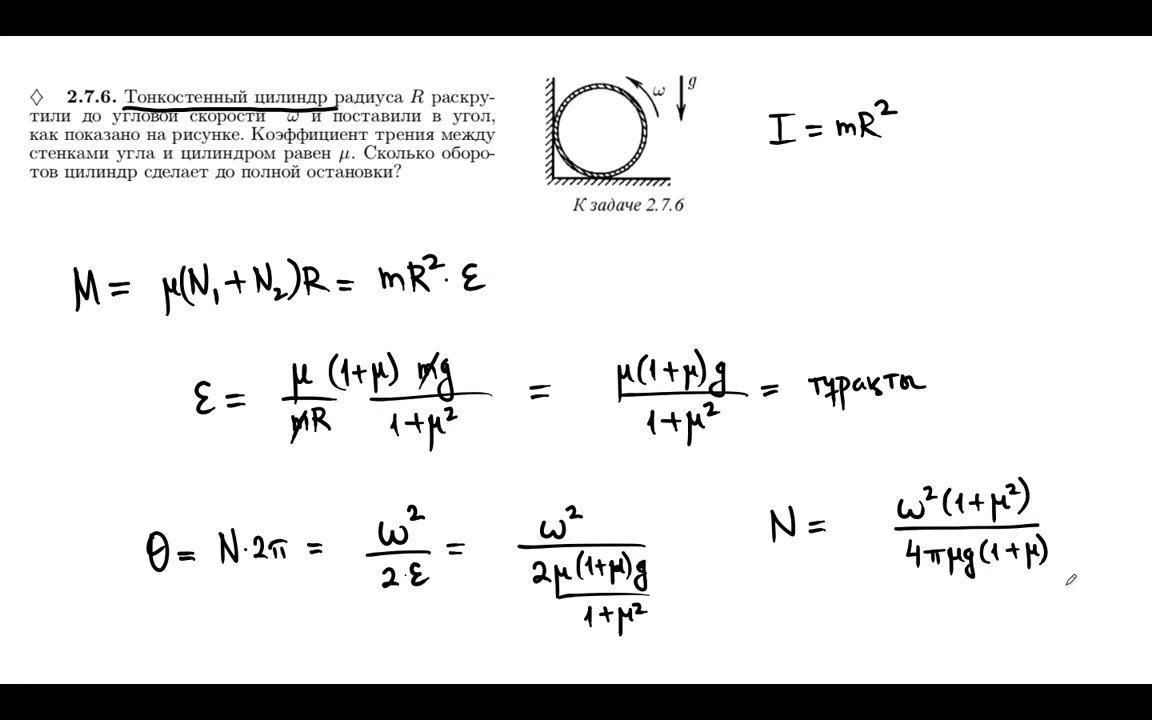 ◇ 2.7.6. Тонкостенный цилиндр радиуса R раскру-
тили до угловой скорости ω и поставили в угол,
как показано на рисунке. Коэффициент трения между
стенками угла и цилиндром равен μ. Сколько оборо-
тов цилиндр сделает до полной остановки?
ω g
К задаче 2.7.6
I = mR²
M = μ(N₁ + N₂)R = mR² · ε
ε = μ/mR (1+μ) mg/1+μ² = μ(1+μ)g/1+μ² = тұрақты
θ = N · 2π = ω²/2·ε = ω²/2μ(1+μ)g/1+μ²
N = ω²(1+μ²)/4πμg(1+μ)